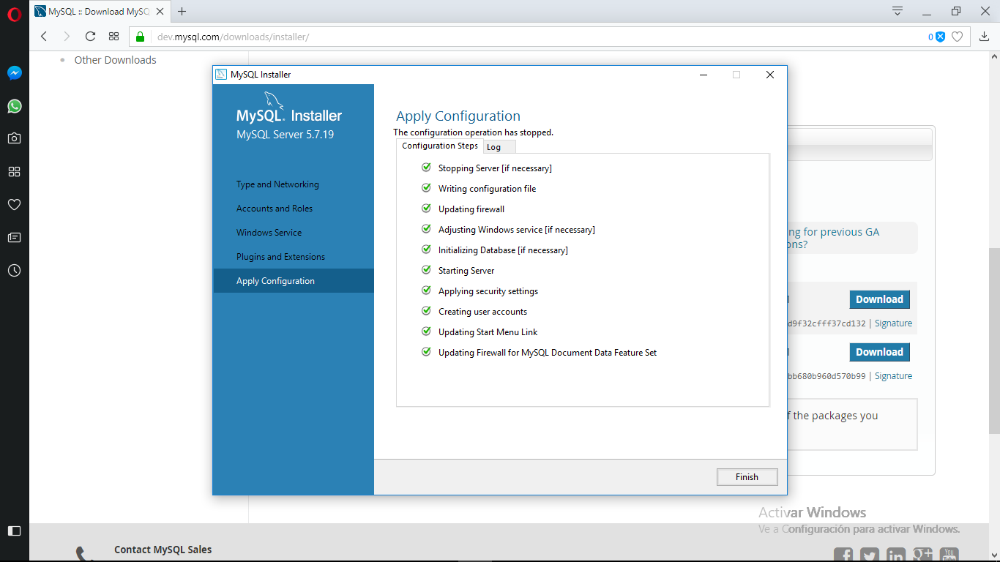 MySQL :: Download MySQ
dev.mysql.com/downloads/installer/
0
Other Downloads
MySQL Installer
MySQL. Installer
MySQL Server 5.7.19
Type and Networking
Accounts and Roles
Windows Service
Plugins and Extensions
Apply Configuration
Apply Configuration
The configuration operation has stopped.
Configuration Steps
Log
Stopping Server [if necessary]
Writing configuration file
Updating firewall
Adjusting Windows service [if necessary]
Initializing Database [if necessary]
Starting Server
Applying security settings
Creating user accounts
Updating Start Menu Link
Updating Firewall for MySQL Document Data Feature Set
Finish
ng for previous GA
ons?
Download
d9f32cfff37cd132 | Signature
Download
bb680b960d570b99 | Signature
f the packages you
Activar Windows
Ve a Configuración para activar Windows.
Contact MySQL Sales
f
in
g+
You
Tube